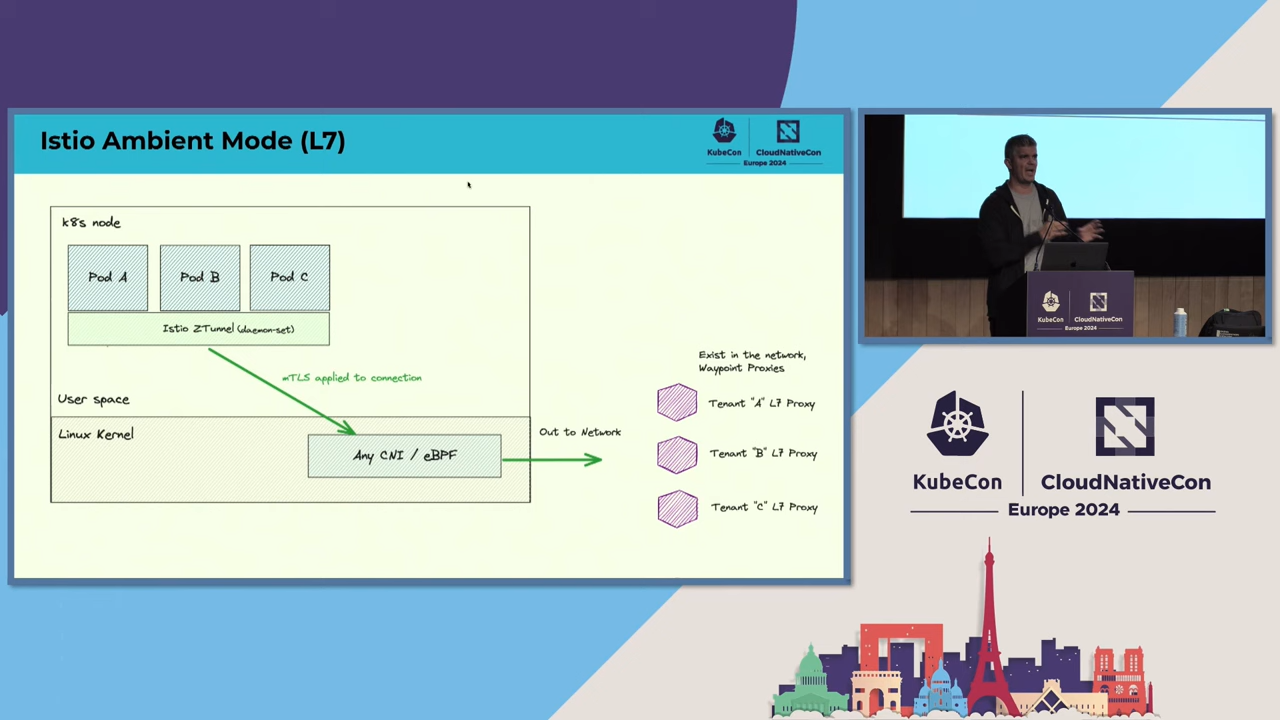 Istio Ambient Mode (L7)
KubeCon
CloudNativeCon
Europe 2024
k8s node
Pod A
Pod B
Pod C
Istio ZTunnel (daemon-set)
mTLS applied to connection
User space
Linux Kernel
Any CNI / eBPF
Out to Network
Exist in the network,
Waypoint Proxies
Tenant "A" L7 Proxy
Tenant "B" L7 Proxy
Tenant "C" L7 Proxy
KubeCon
CloudNativeCon
Europe 2024
KubeCon
CloudNativeCon
Europe 2024